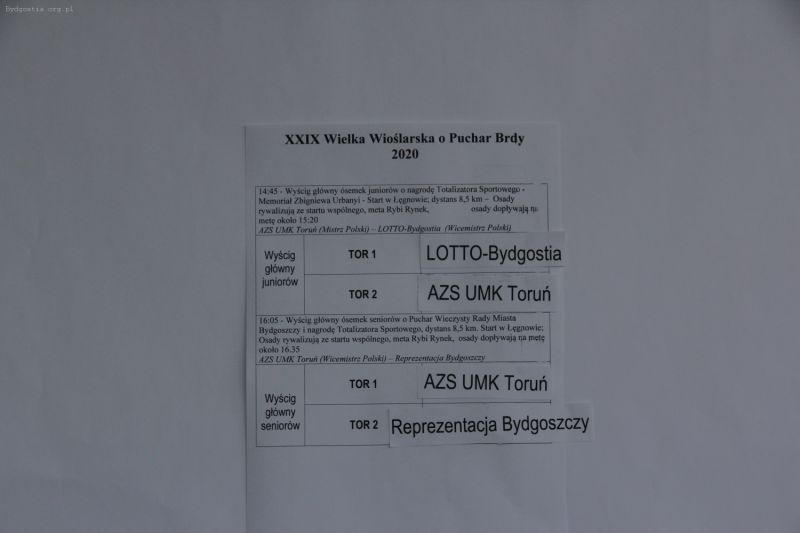 Bydgostia.org.pl
XXIX Wielka Wioślarska o Puchar Brdy
2020
14:45 - Wyścig główny ósemek juniorów o nagrodę Totalizatora Sportowego -
Memoriał Zbigniewa Urbanyi - Start w Łęgnowie; dystans 8,5 km – Osady
rywalizują ze startu wspólnego, meta Rybi Rynek, osady dopływają na
metę około 15:20
AZS UMK Toruń (Mistrz Polski) – LOTTO-Bydgostia (Wicemistrz Polski)
Wyścig
główny
juniorów
TOR 1
LOTTO-Bydgostia
TOR 2
AZS UMK Toruń
16:05 - Wyścig główny ósemek seniorów o Puchar Wieczysty Rady Miasta
Bydgoszczy i nagrodę Totalizatora Sportowego, dystans 8,5 km. Start w Łęgnowie;
Osady rywalizują ze startu wspólnego, meta Rybi Rynek, osady dopływają na metę
około 16.35
AZS UMK Toruń (Wicemistrz Polski) – Reprezentacja Bydgoszczy
Wyścig
główny
seniorów
TOR 1
AZS UMK Toruń
TOR 2
Reprezentacja Bydgoszczy